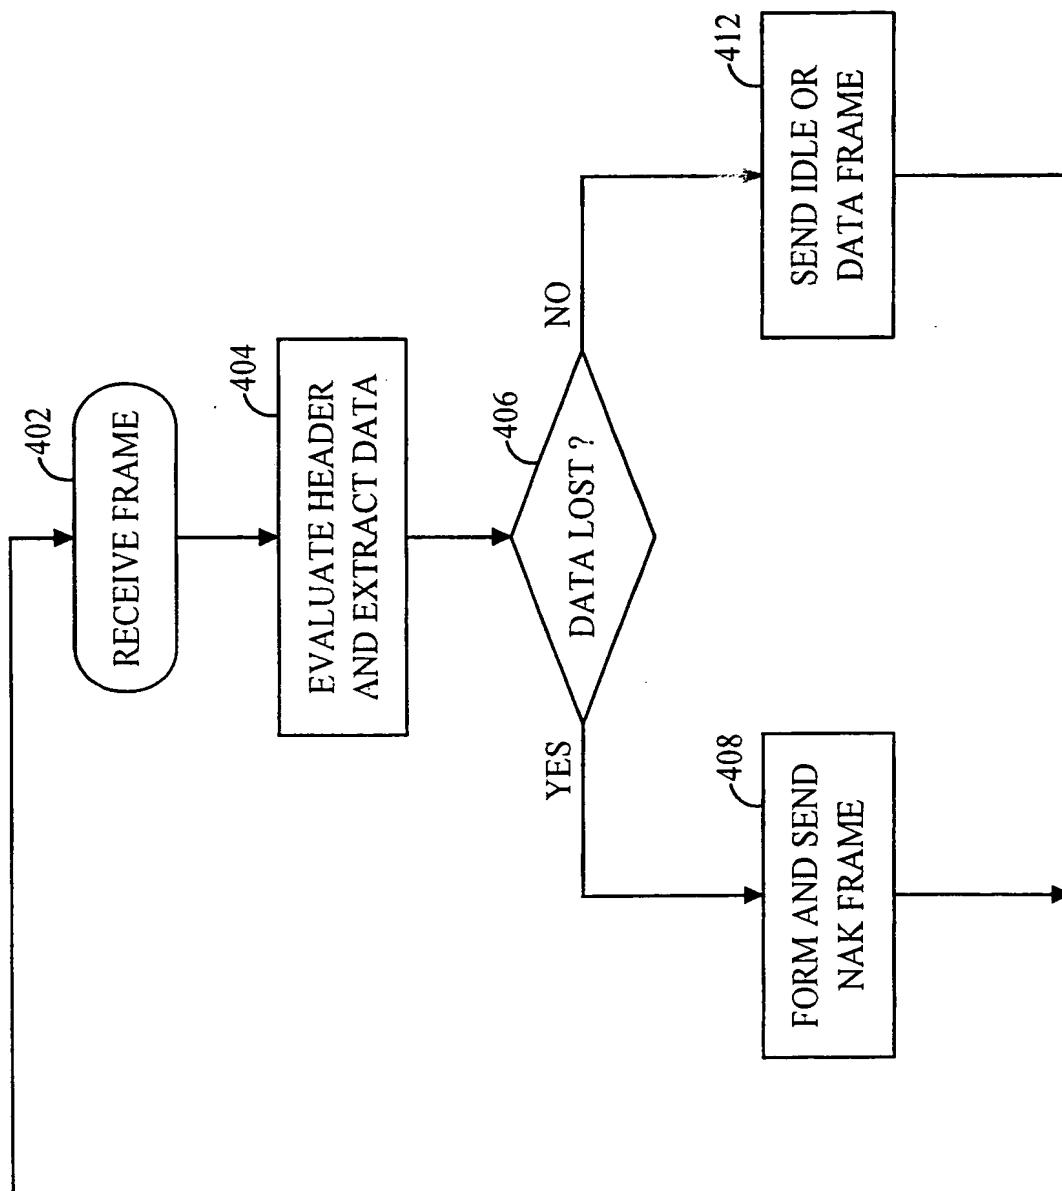 402
RECEIVE FRAME
404
EVALUATE HEADER
AND EXTRACT DATA
406
DATA LOST ?
YES
NO
408
FORM AND SEND
NAK FRAME
412
SEND IDLE OR
DATA FRAME